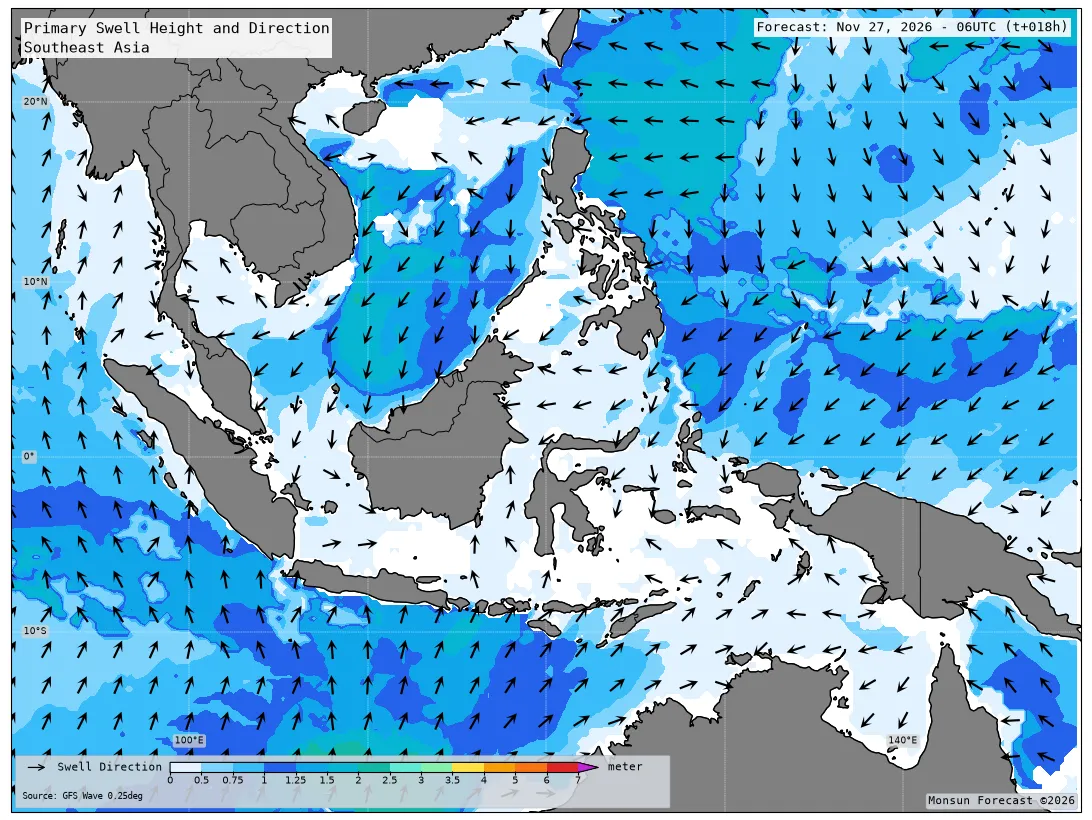 Primary Swell Height and Direction
Southeast Asia
Forecast: Nov 27, 2026 - 06UTC (t+018h)
20°N
10°N
0°
10°S
100°E
140°E
Swell Direction
0 0.5 0.75 1 1.25 1.5 2 2.5 3 3.5 4 5 6 7
meter
Source: GFS Wave 0.25deg
Monsun Forecast ©2026